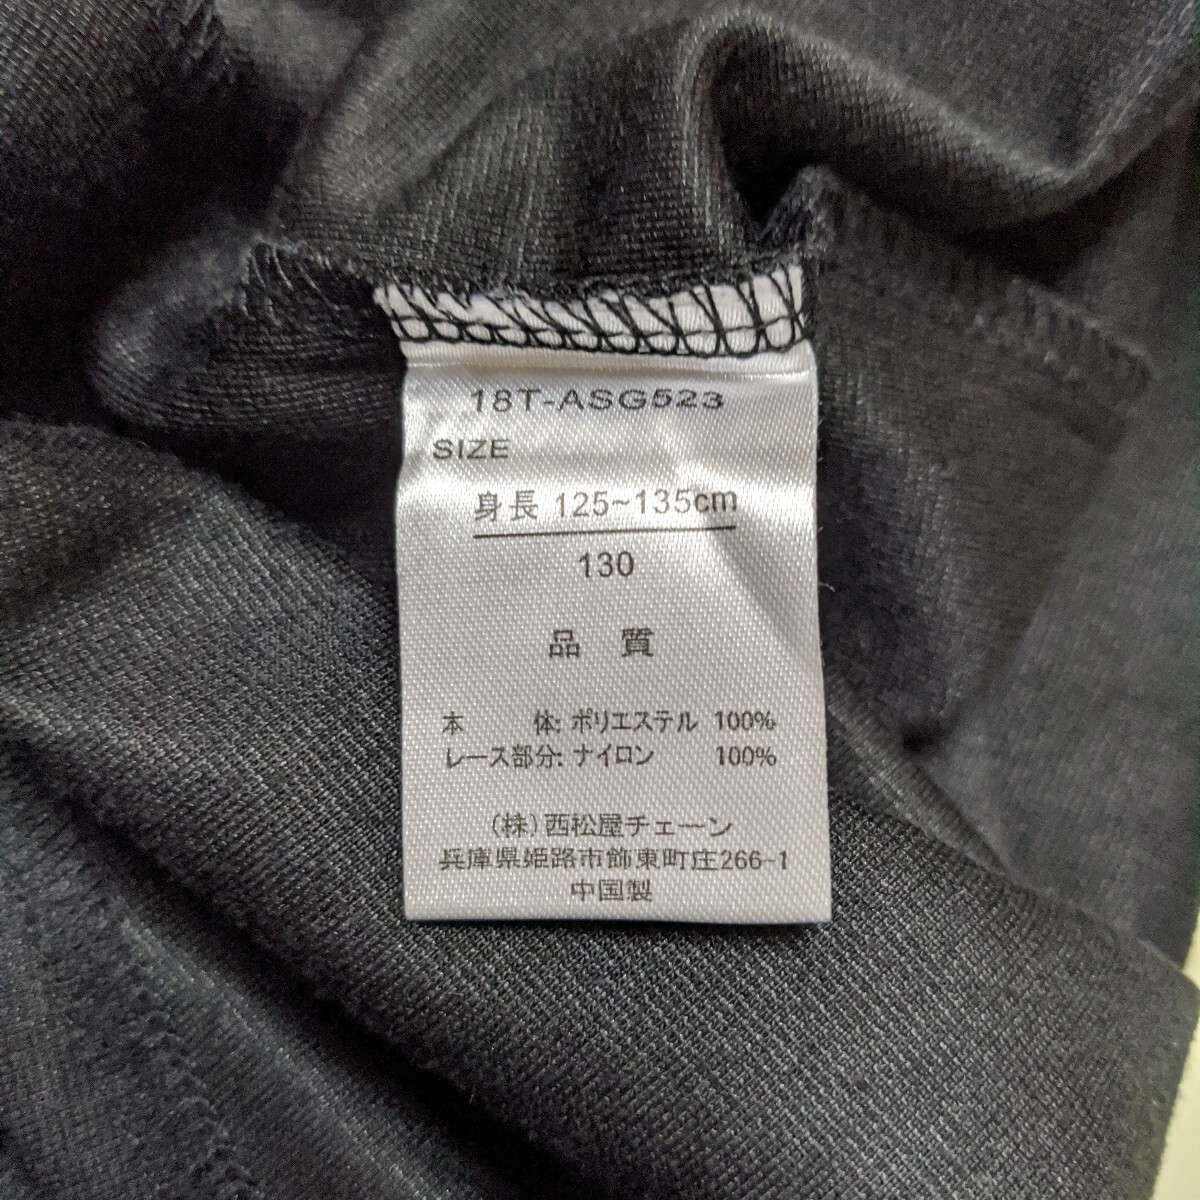 18T-ASG523
SIZE
身長 125~135cm
130
品 質
本 体: ポリエステル 100%
レース部分: ナイロン 100%
(株)西松屋チェーン
兵庫県姫路市飾東町庄266-1
中国製